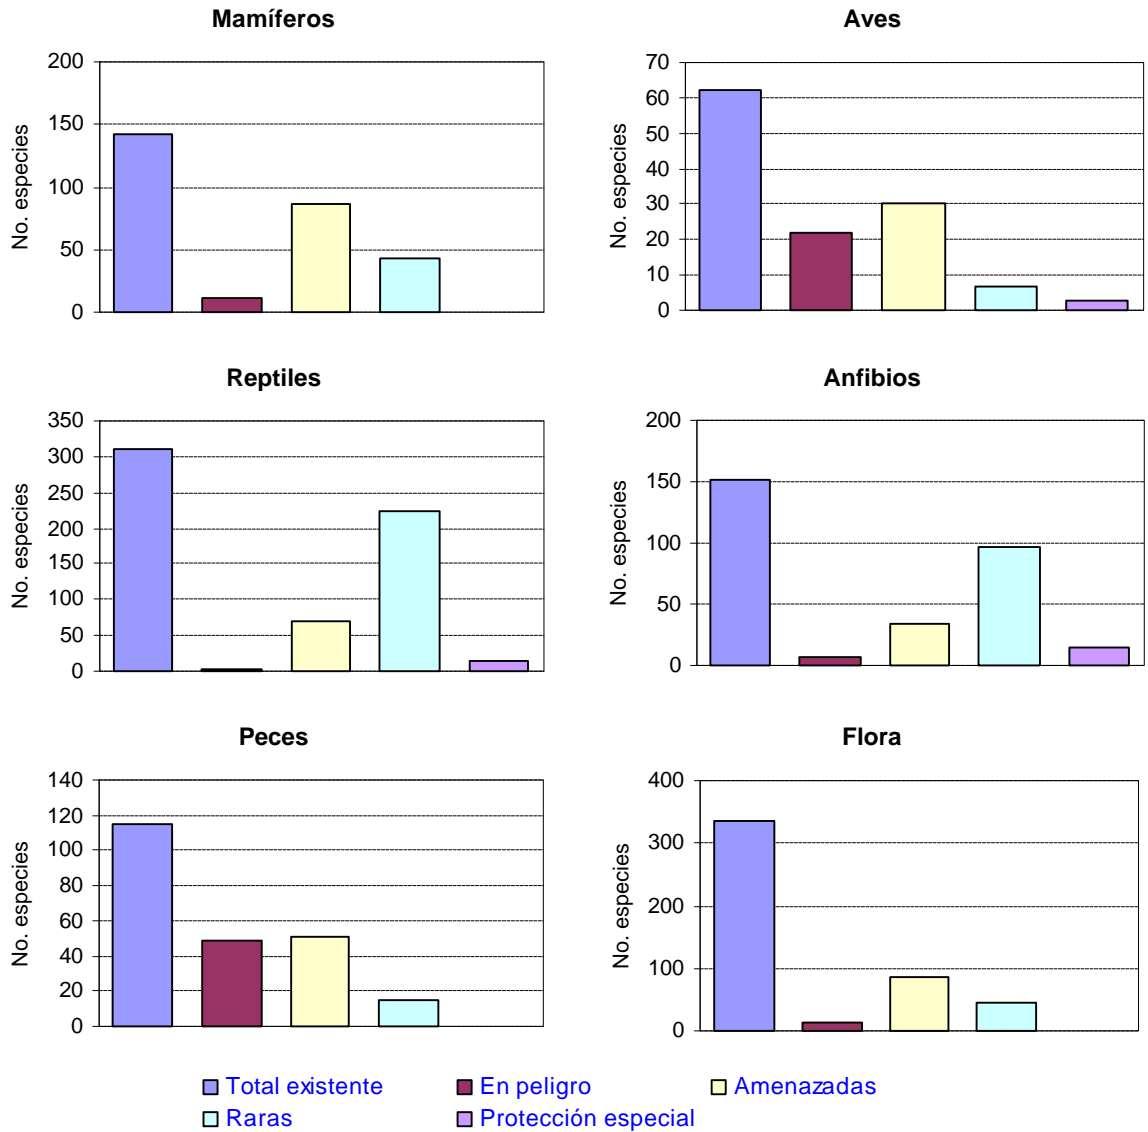 Mamíferos
No. especies
200
150
100
50
0
Aves
No. especies
70
60
50
40
30
20
10
0
Reptiles
No. especies
350
300
250
200
150
100
50
0
Anfibios
No. especies
200
150
100
50
0
Peces
No. especies
140
120
100
80
60
40
20
0
Flora
No. especies
400
300
200
100
0
Total existente
En peligro
Amenazadas
Raras
Protección especial